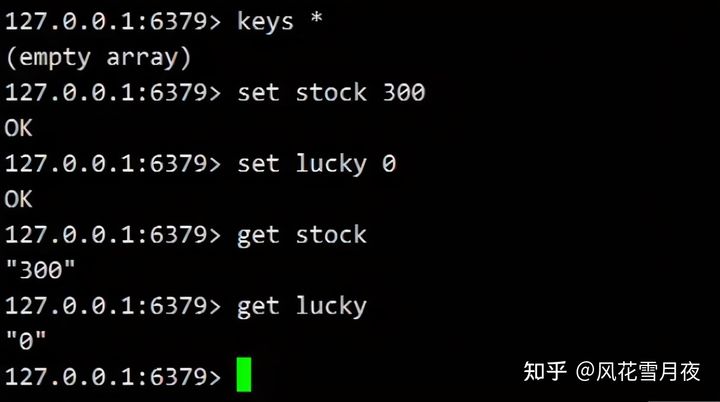 127.0.0.1:6379> keys *
(empty array)
127.0.0.1:6379> set stock 300
OK
127.0.0.1:6379> set lucky 0
OK
127.0.0.1:6379> get stock
"300"
127.0.0.1:6379> get lucky
"0"
127.0.0.1:6379>
知乎 @风花雪月夜